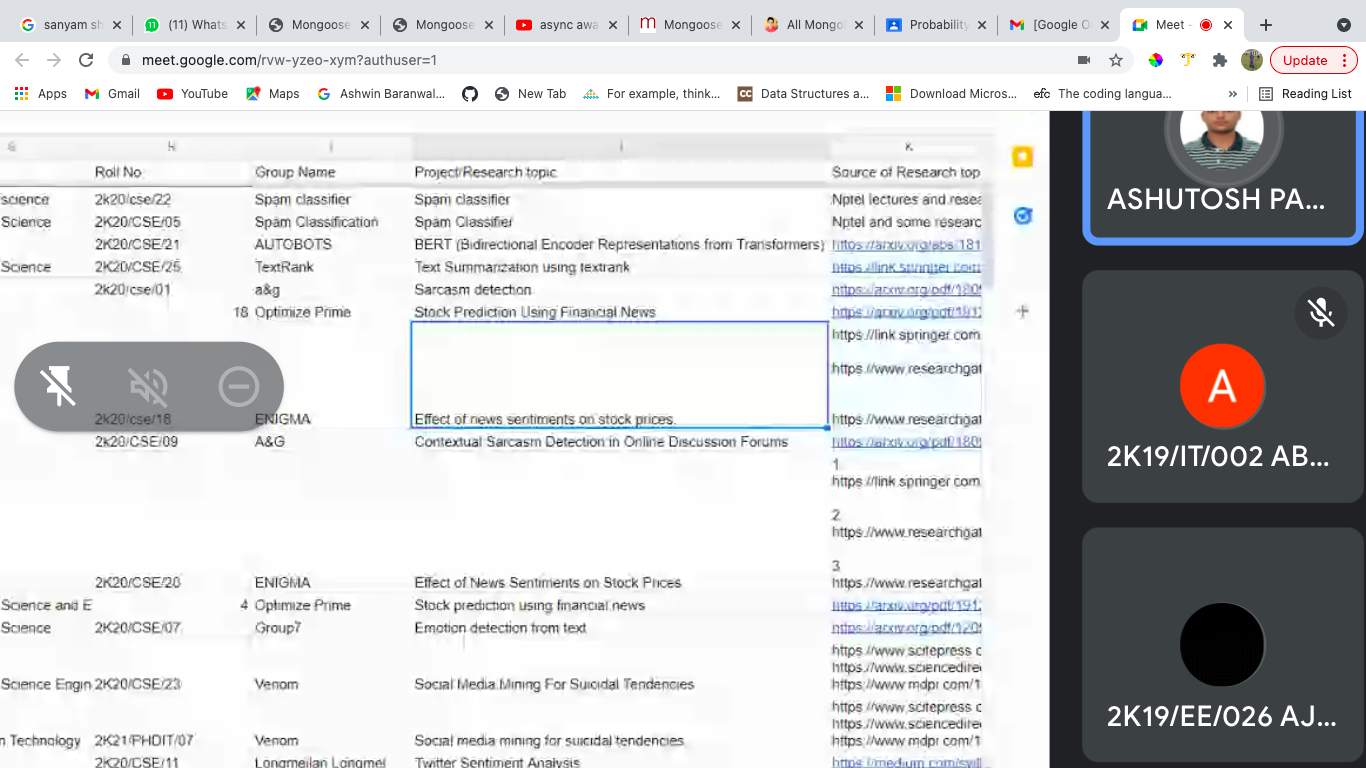 sanyam sh
(11) Whats
Mongoose
Mongoose
async awa
Mongoose
All Mongo
Probability
[Google O
Meet -
meet.google.com/rvw-yzeo-xym?authuser=1
Update
Apps
Gmail
YouTube
Maps
Ashwin Baranwal...
New Tab
For example, think...
Data Structures a...
Download Micros...
The coding langua...
»
Reading List
G H I J K
Roll No Group Name Project/Research topic Source of Research top
science 2k20/cse/22 Spam classifier Spam classifier Nptel lectures and resea
Science 2K20/CSE/05 Spam Classification Spam Classifier Nptel and some researc
2K20/CSE/21 AUTOBOTS BERT (Bidirectional Encoder Representations from Transformers) https://arxiv.org/abs/181
Science 2K20/CSE/25 TextRank Text Summarization using textrank https://link.springer.com
2k20/cse/01 a&g Sarcasm detection https://arxiv.org/pdf/180
18 Optimize Prime Stock Prediction Using Financial News https://arxiv.org/pdf/191
https://link.springer.com
https://www.researchgat
2k20/cse/18 ENIGMA Effect of news sentiments on stock prices. https://www.researchgat
2k20/CSE/09 A&G Contextual Sarcasm Detection in Online Discussion Forums https://arxiv.org/pdf/180
1.
https://link.springer.com
2.
https://www.researchgat
3.
2K20/CSE/20 ENIGMA Effect of News Sentiments on Stock Prices https://www.researchgat
Science and E 4 Optimize Prime Stock prediction using financial news https://arxiv.org/pdf/191
Science 2K20/CSE/07 Group7 Emotion detection from text https://arxiv.org/pdf/120
https://www.scitepress
https://www.sciencedire
Science Engin 2K20/CSE/23 Venom Social Media Mining For Suicidal Tendencies https://www.mdpi.com/1
https://www.scitepress
https://www.sciencedire
n Technology 2K21/PHDIT/07 Venom Social media mining for suicidal tendencies https://www.mdpi.com/1
2K20/CSE/11 Twitter Sentiment Analysis
ASHUTOSH PA...
A
2K19/IT/002 AB...
2K19/EE/026 AJ...